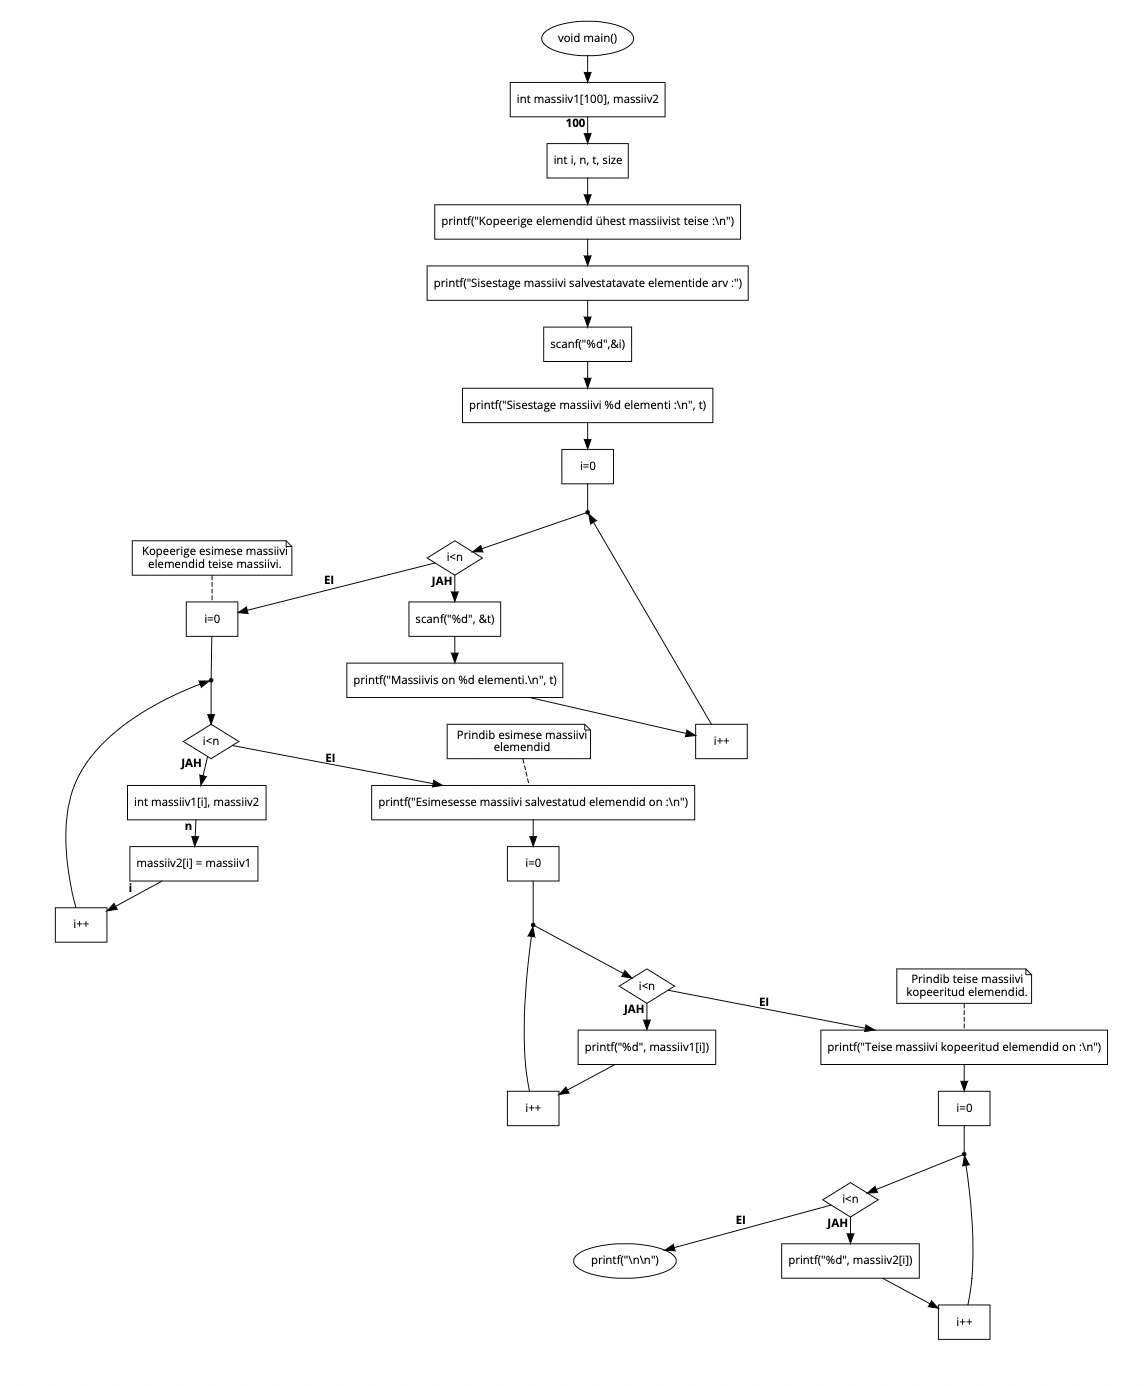 void main()
int massiiv1[100], massiiv2
100
int i, n, t, size
printf("Kopeerige elemendid ühest massiivist teise :\n")
printf("Sisestage massiivi salvestatavate elementide arv :")
scanf("%d",&i)
printf("Sisestage massiivi %d elementi :\n", t)
i=0
Kopeerige esimese massiivi
elemendid teise massiivi.
i<n
EI
JAH
i=0
scanf("%d", &t)
printf("Massiivis on %d elementi.\n", t)
i++
i<n
JAH
EI
Prindib esimese massiivi
elemendid
int massiiv1[i], massiiv2
n
massiiv2[i] = massiiv1
i
i++
printf("Esimesesse massiivi salvestatud elemendid on :\n")
i=0
i<n
JAH
EI
Prindib teise massiivi
kopeeritud elemendid.
printf("%d", massiiv1[i])
i++
printf("Teise massiivi kopeeritud elemendid on :\n")
i=0
i<n
EI
JAH
printf("\n\n")
printf("%d", massiiv2[i])
i++